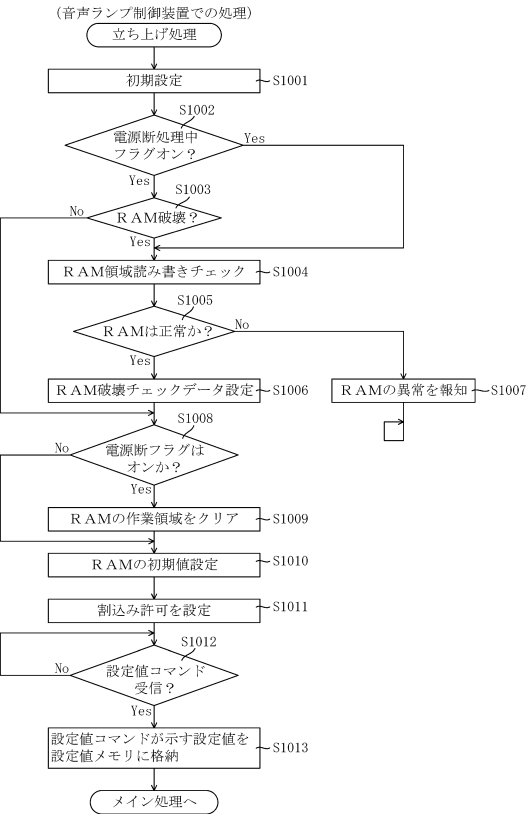 (音声ランプ制御装置での処理)
立ち上げ処理
初期設定
S1001
S1002
電源断処理中
フラグオン？
Yes
Yes
S1003
No
ＲＡＭ破壊？
Yes
ＲＡＭ領域読み書きチェック
S1004
S1005
ＲＡＭは正常か？
No
Yes
ＲＡＭ破壊チェックデータ設定
S1006
ＲＡＭの異常を報知
S1007
S1008
No
電源断フラグは
オンか？
Yes
ＲＡＭの作業領域をクリア
S1009
ＲＡＭの初期値設定
S1010
割込み許可を設定
S1011
S1012
設定値コマンド
受信？
No
Yes
設定値コマンドが示す設定値を
設定値メモリに格納
S1013
メイン処理へ